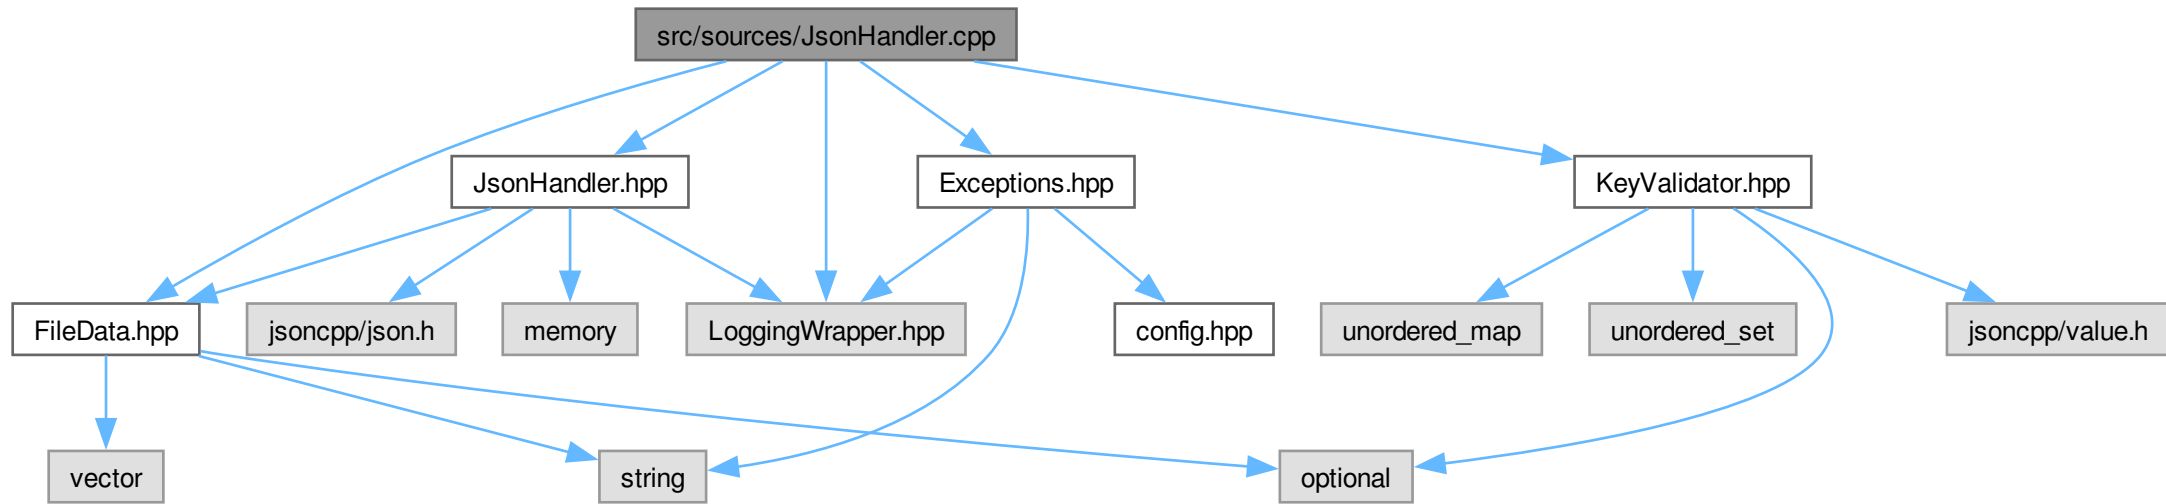 src/sources/JsonHandler.cpp
JsonHandler.hpp
Exceptions.hpp
KeyValidator.hpp
FileData.hpp
jsoncpp/json.h
memory
LoggingWrapper.hpp
config.hpp
unordered_map
unordered_set
jsoncpp/value.h
vector
string
optional